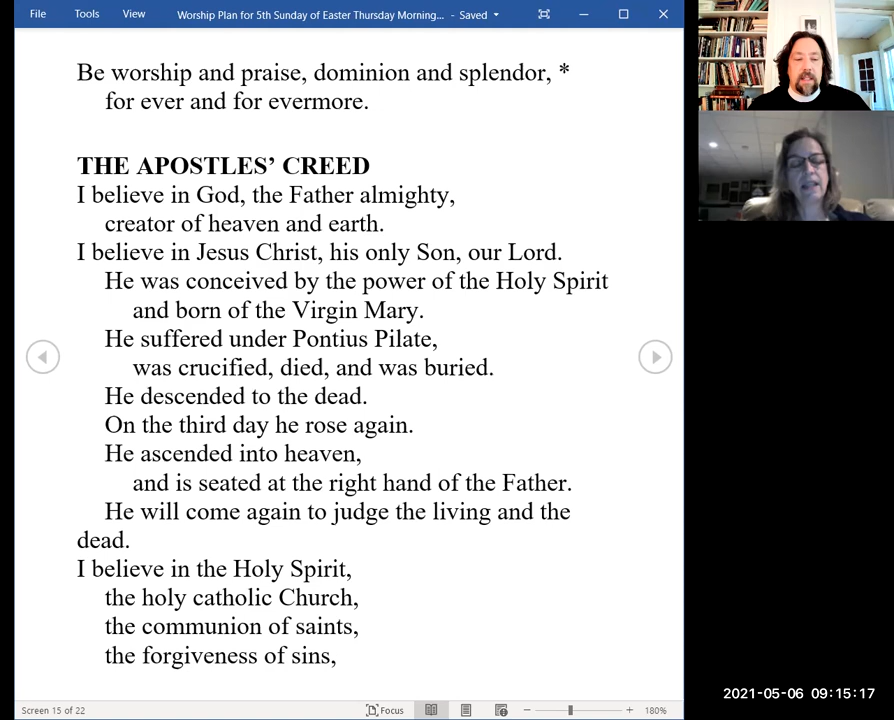 File Tools View Worship Plan for 5th Sunday of Easter Thursday Morning... - Saved
Be worship and praise, dominion and splendor, *
for ever and for evermore.
THE APOSTLES’ CREED
I believe in God, the Father almighty,
creator of heaven and earth.
I believe in Jesus Christ, his only Son, our Lord.
He was conceived by the power of the Holy Spirit
and born of the Virgin Mary.
He suffered under Pontius Pilate,
was crucified, died, and was buried.
He descended to the dead.
On the third day he rose again.
He ascended into heaven,
and is seated at the right hand of the Father.
He will come again to judge the living and the
dead.
I believe in the Holy Spirit,
the holy catholic Church,
the communion of saints,
the forgiveness of sins,
2021-05-06 09:15:17
Screen 15 of 22 Focus 180%